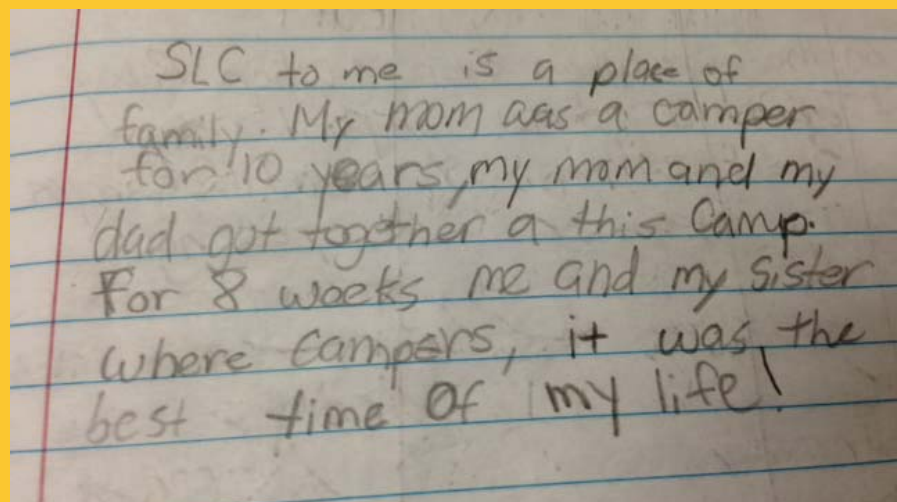 SLC to me is a place of
family. My mom was a camper
for 10 years, my mom and my
dad got together a this Camp.
For 8 weeks me and my sister
where campers, it was the
best time of my life!